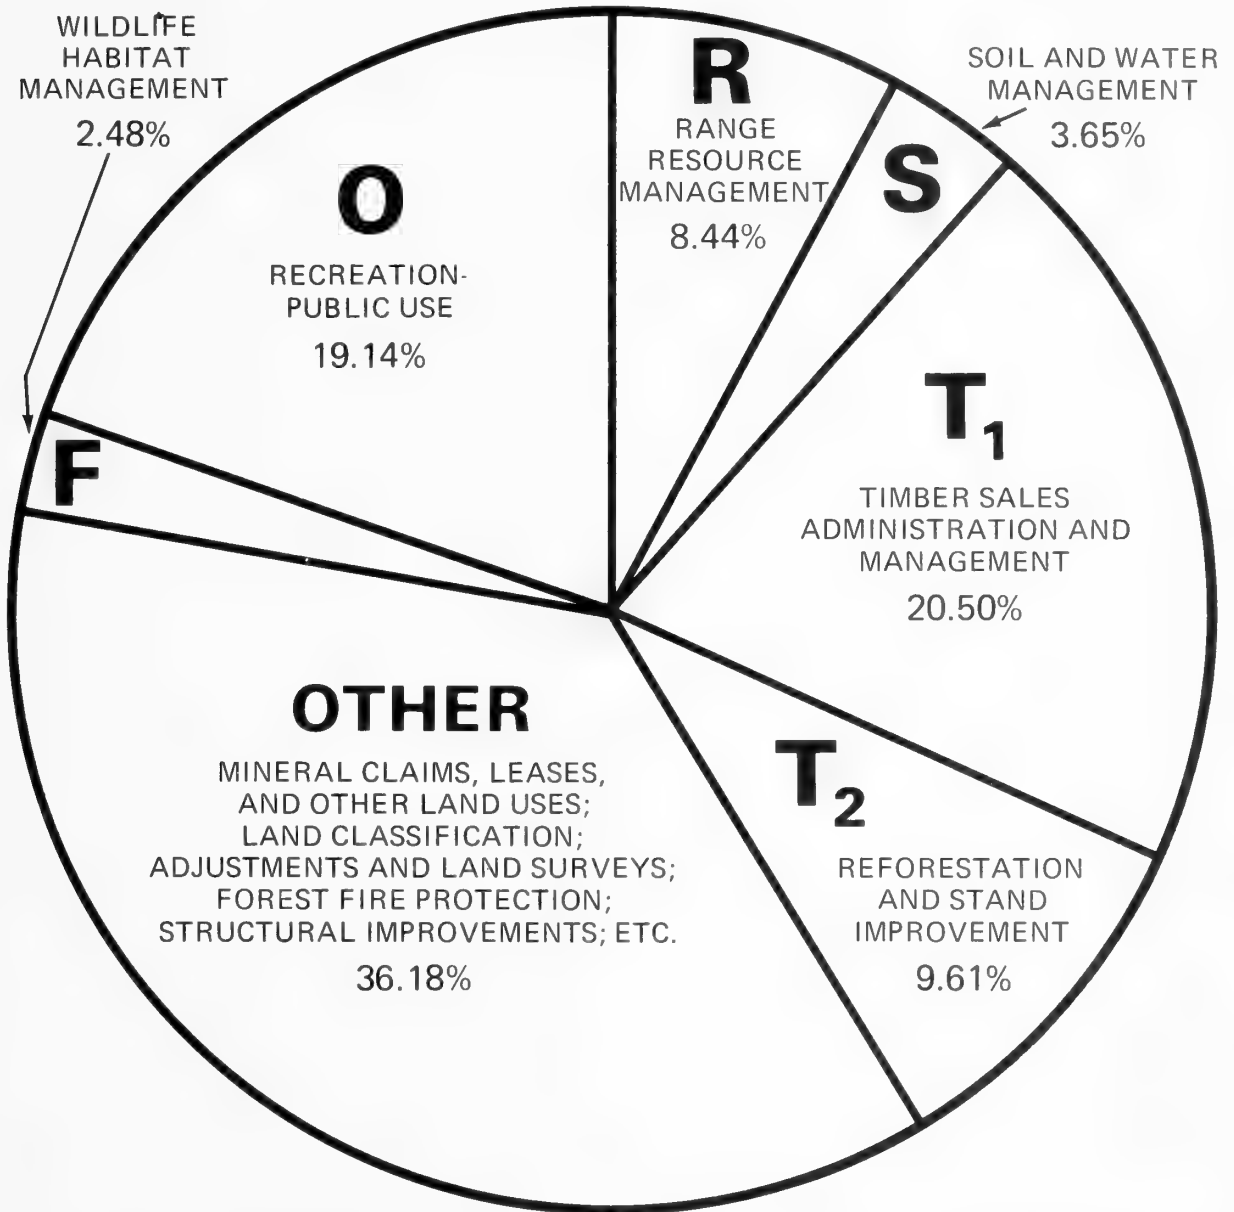 WILDLIFE
HABITAT
MANAGEMENT
2.48%
O
RECREATION-
PUBLIC USE
19.14%
R
RANGE
RESOURCE
MANAGEMENT
8.44%
S
SOIL AND WATER
MANAGEMENT
3.65%
T1
TIMBER SALES
ADMINISTRATION AND
MANAGEMENT
20.50%
F
OTHER
MINERAL CLAIMS, LEASES,
AND OTHER LAND USES;
LAND CLASSIFICATION;
ADJUSTMENTS AND LAND SURVEYS;
FOREST FIRE PROTECTION;
STRUCTURAL IMPROVEMENTS; ETC.
36.18%
T2
REFORESTATION
AND STAND
IMPROVEMENT
9.61%